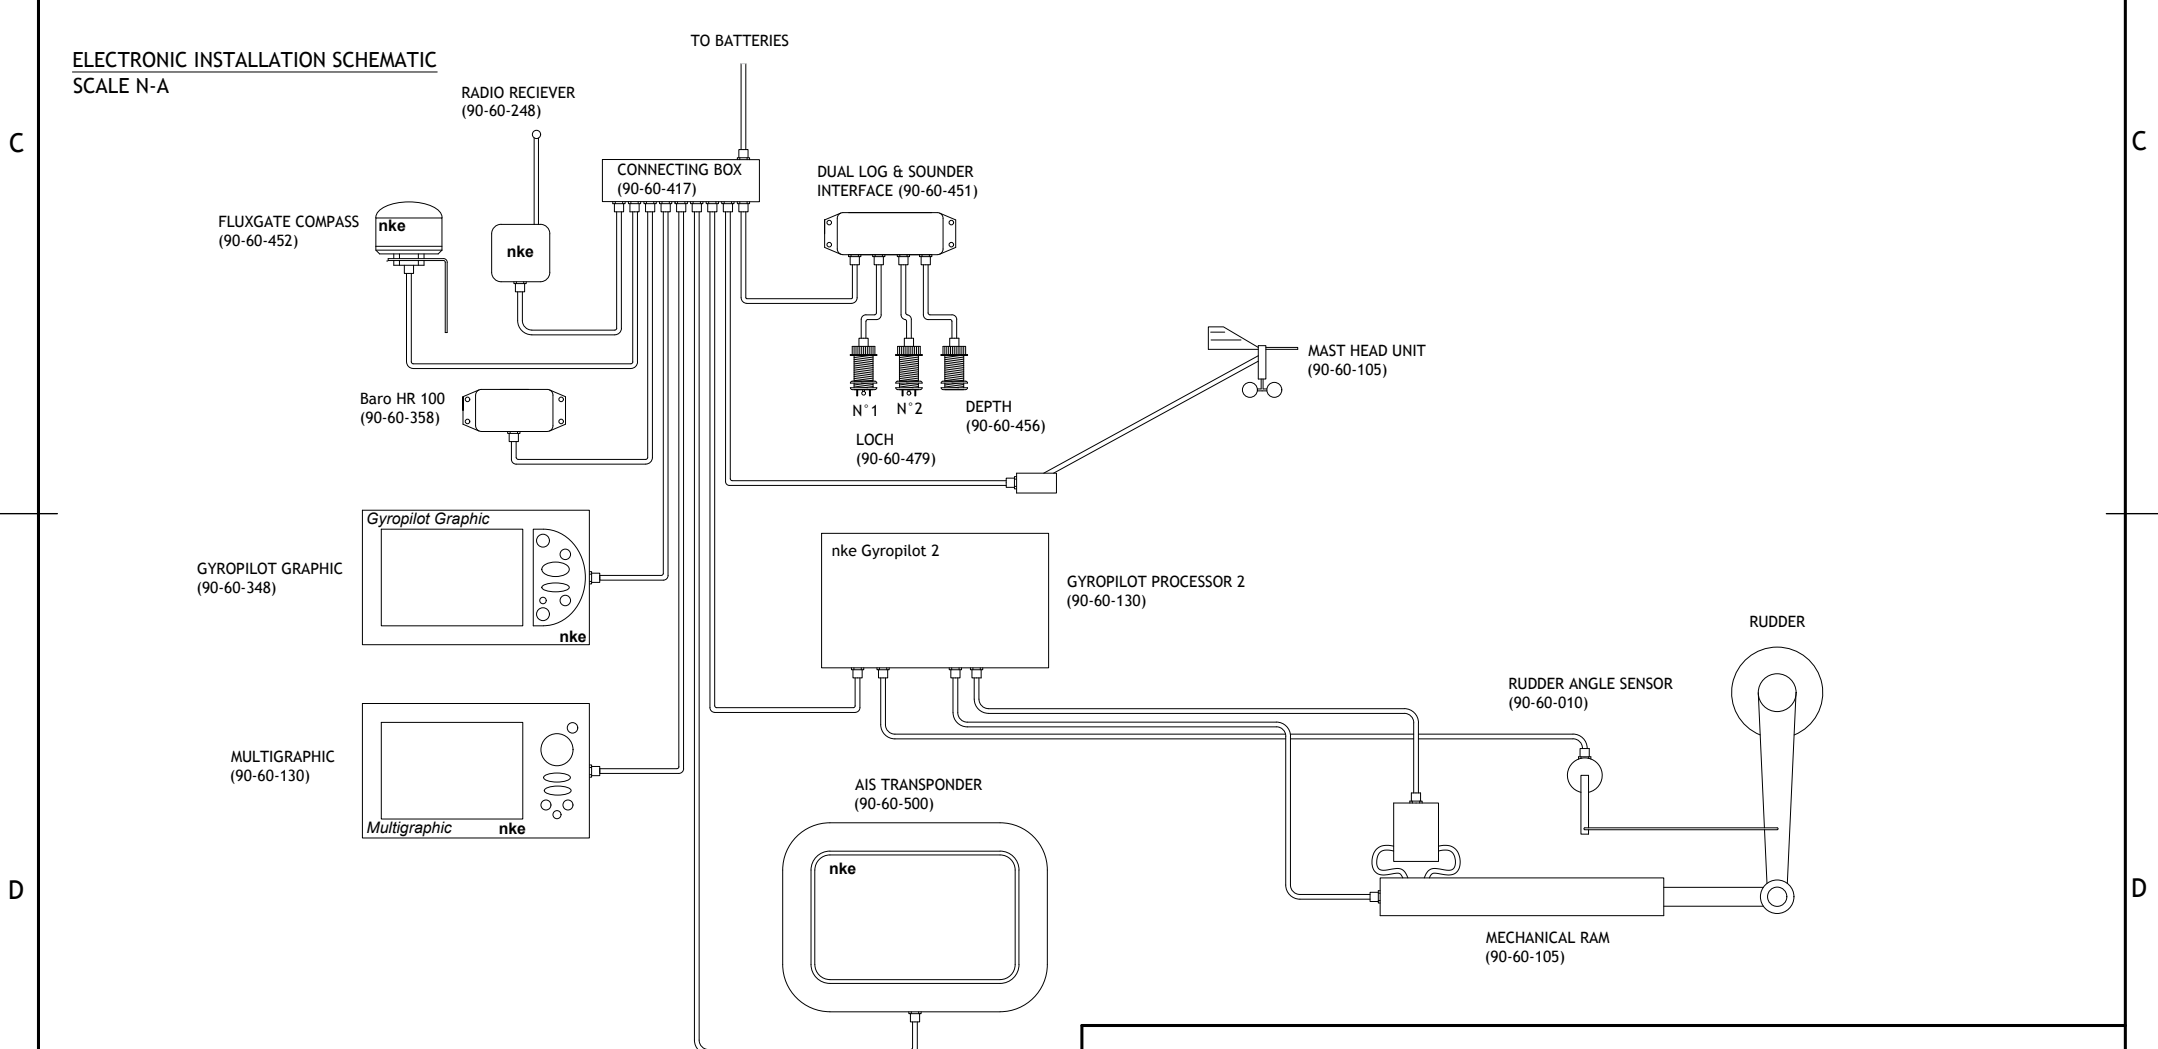 ELECTRONIC INSTALLATION SCHEMATIC
SCALE N-A
TO BATTERIES
RADIO RECIEVER
(90-60-248)
C
C
CONNECTING BOX
(90-60-417)
DUAL LOG & SOUNDER
INTERFACE (90-60-451)
FLUXGATE COMPASS
(90-60-452)
nke
nke
MAST HEAD UNIT
(90-60-105)
Baro HR 100
(90-60-358)
N°1
N°2
DEPTH
(90-60-456)
LOCH
(90-60-479)
Gyropilot Graphic
nke
GYROPILOT GRAPHIC
(90-60-348)
nke Gyropilot 2
GYROPILOT PROCESSOR 2
(90-60-130)
RUDDER
RUDDER ANGLE SENSOR
(90-60-010)
MULTIGRAPHIC
(90-60-130)
Multigraphic
nke
AIS TRANSPONDER
(90-60-500)
nke
D
D
MECHANICAL RAM
(90-60-105)